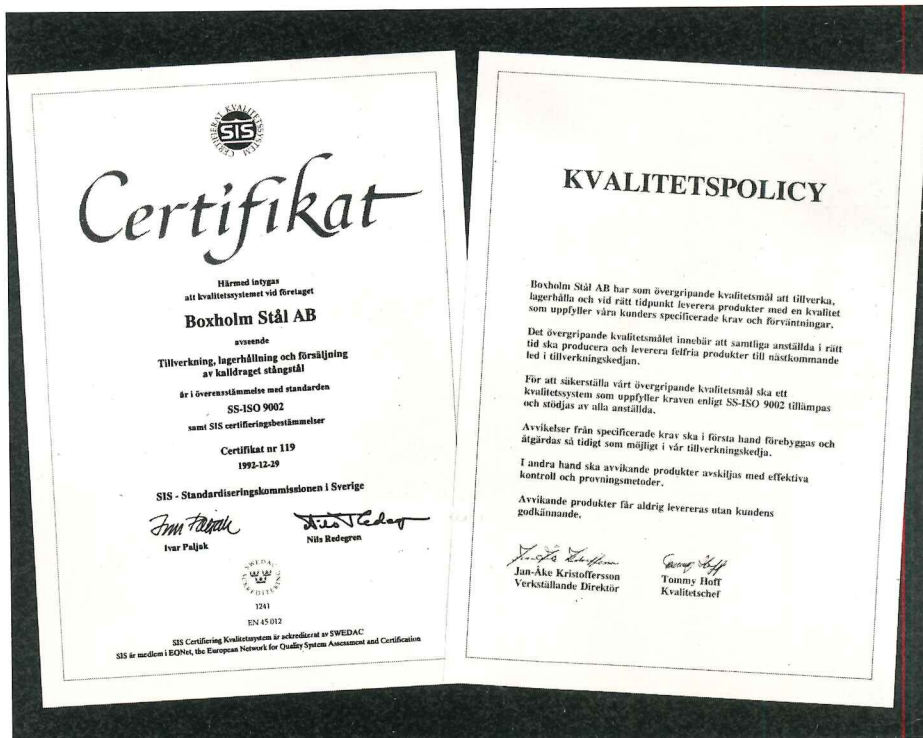 CERTIFIERAT KVALITETSSYSTEM
SIS
Certifikat
Härmed intygas
att kvalitetssystemet vid företaget
Boxholm Stål AB
avseende
Tillverkning, lagerhållning och försäljning
av kalldraget stångstål
är i överensstämmelse med standarden
SS-ISO 9002
samt SIS certifieringsbestämmelser
Certifikat nr 119
1992-12-29
SIS - Standardiseringskommissionen i Sverige
Ivar Paljak
Nils Redegren
SWEDAC
ACKREDITERING
1241
EN 45 012
SIS Certifiering Kvalitetssystem är ackrediterat av SWEDAC
SIS är medlem i EQNet, the European Network for Quality System Assessment and Certification
KVALITETSPOLICY
Boxholm Stål AB har som övergripande kvalitetsmål att tillverka,
lagerhålla och vid rätt tidpunkt leverera produkter med en kvalitet
som uppfyller våra kunders specificerade krav och förväntningar.
Det övergripande kvalitetsmålet innebär att samtliga anställda i rätt
tid ska producera och leverera felfria produkter till nästkommande
led i tillverkningskedjan.
För att säkerställa vårt övergripande kvalitetsmål ska ett
kvalitetssystem som uppfyller kraven enligt SS-ISO 9002 tillämpas
och stödjas av alla anställda.
Avvikelser från specificerade krav ska i första hand förebyggas och
åtgärdas så tidigt som möjligt i vår tillverkningskedja.
I andra hand ska avvikande produkter avskiljas med effektiva
kontroll och provningsmetoder.
Avvikande produkter får aldrig levereras utan kundens
godkännande.
Jan-Åke Kristoffersson
Verkställande Direktör
Tommy Hoff
Kvalitetschef